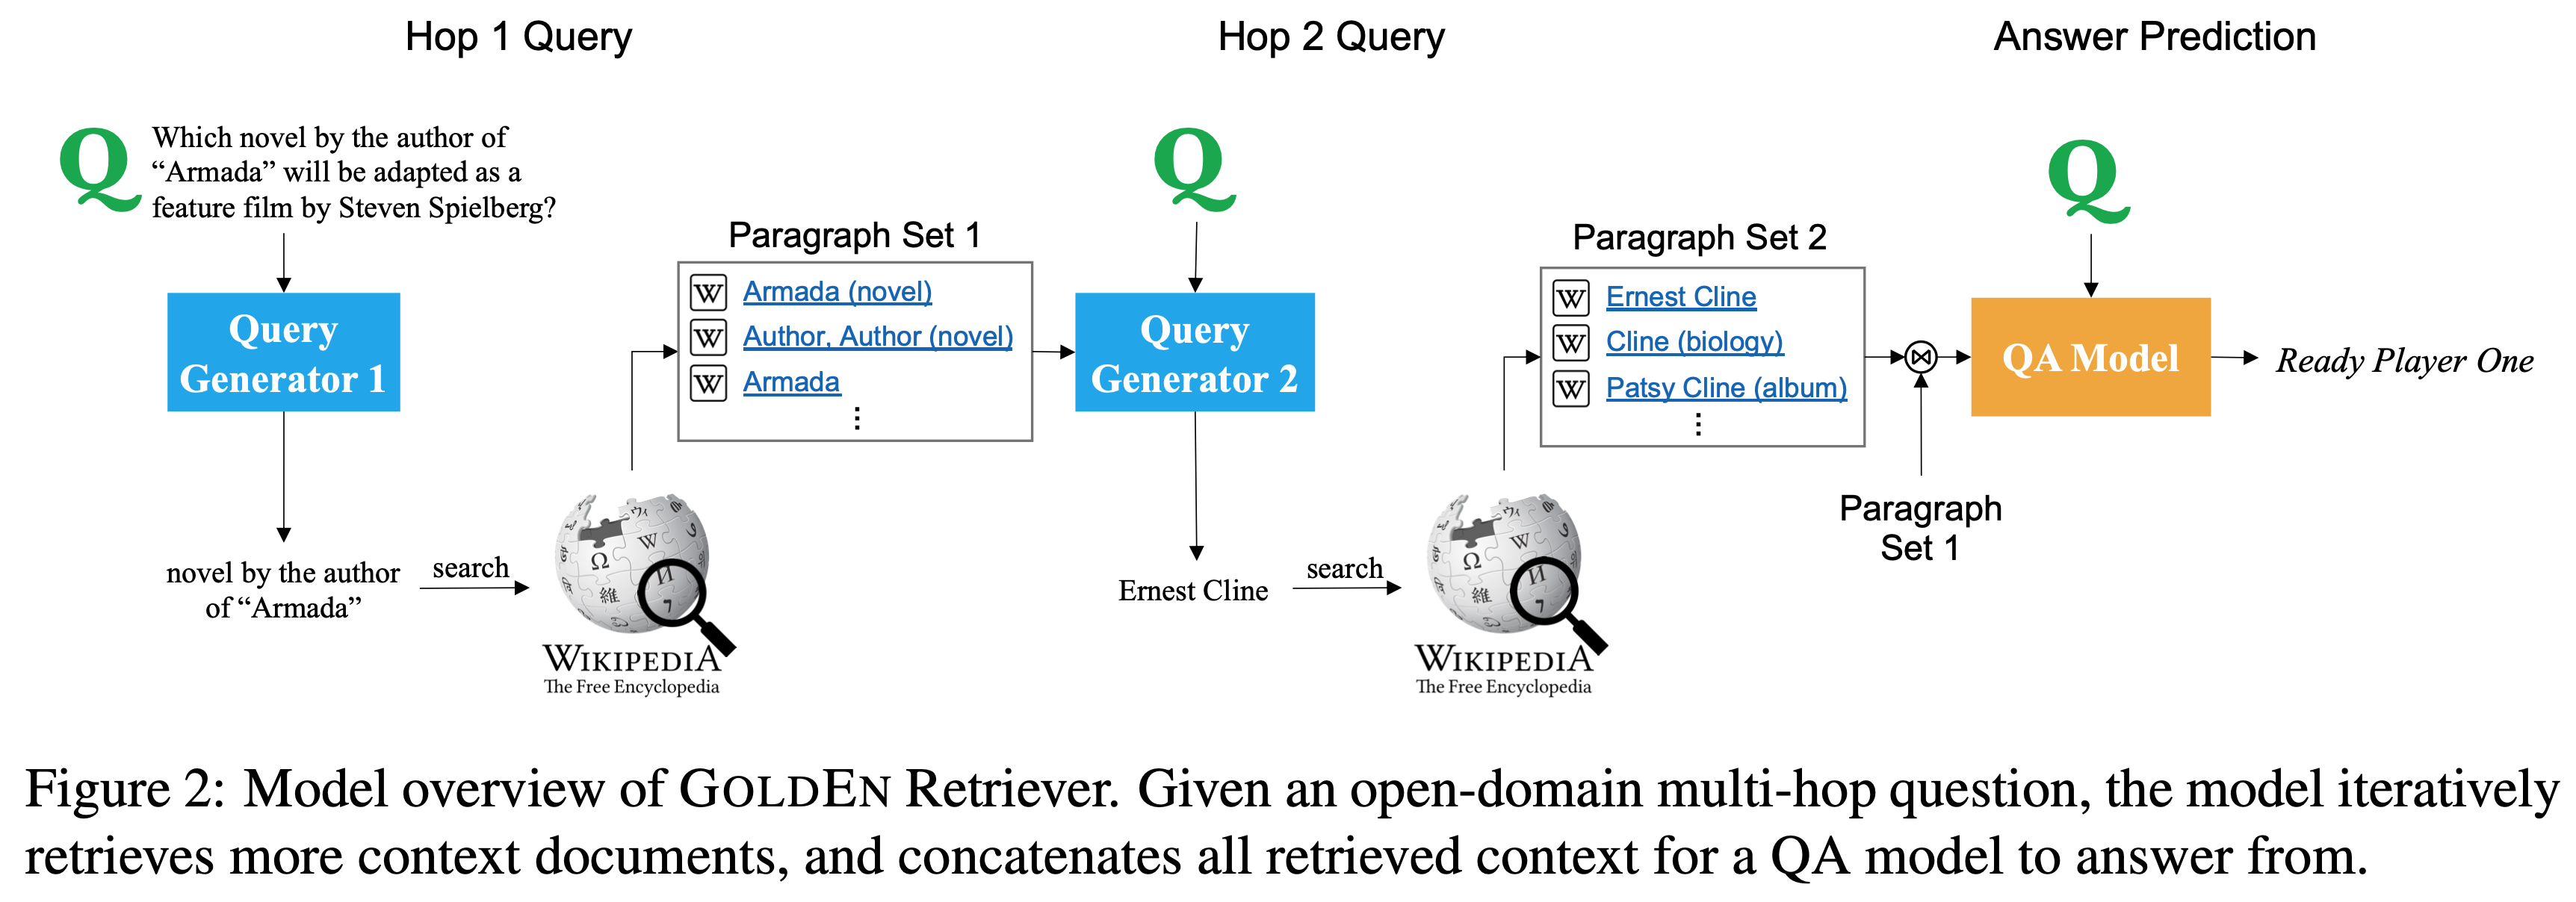 Hop 1 Query
Hop 2 Query
Answer Prediction
Q
Which novel by the author of
“Armada” will be adapted as a
feature film by Steven Spielberg?
Query
Generator 1
novel by the author
of “Armada”
search
WIKIPEDIA
The Free Encyclopedia
Paragraph Set 1
W Armada (novel)
W Author, Author (novel)
W Armada
⋮
Q
Query
Generator 2
Ernest Cline
search
WIKIPEDIA
The Free Encyclopedia
Paragraph Set 2
W Ernest Cline
W Cline (biology)
W Patsy Cline (album)
⋮
Paragraph
Set 1
Q
QA Model
Ready Player One
Figure 2: Model overview of GOLDEN Retriever. Given an open-domain multi-hop question, the model iteratively
retrieves more context documents, and concatenates all retrieved context for a QA model to answer from.